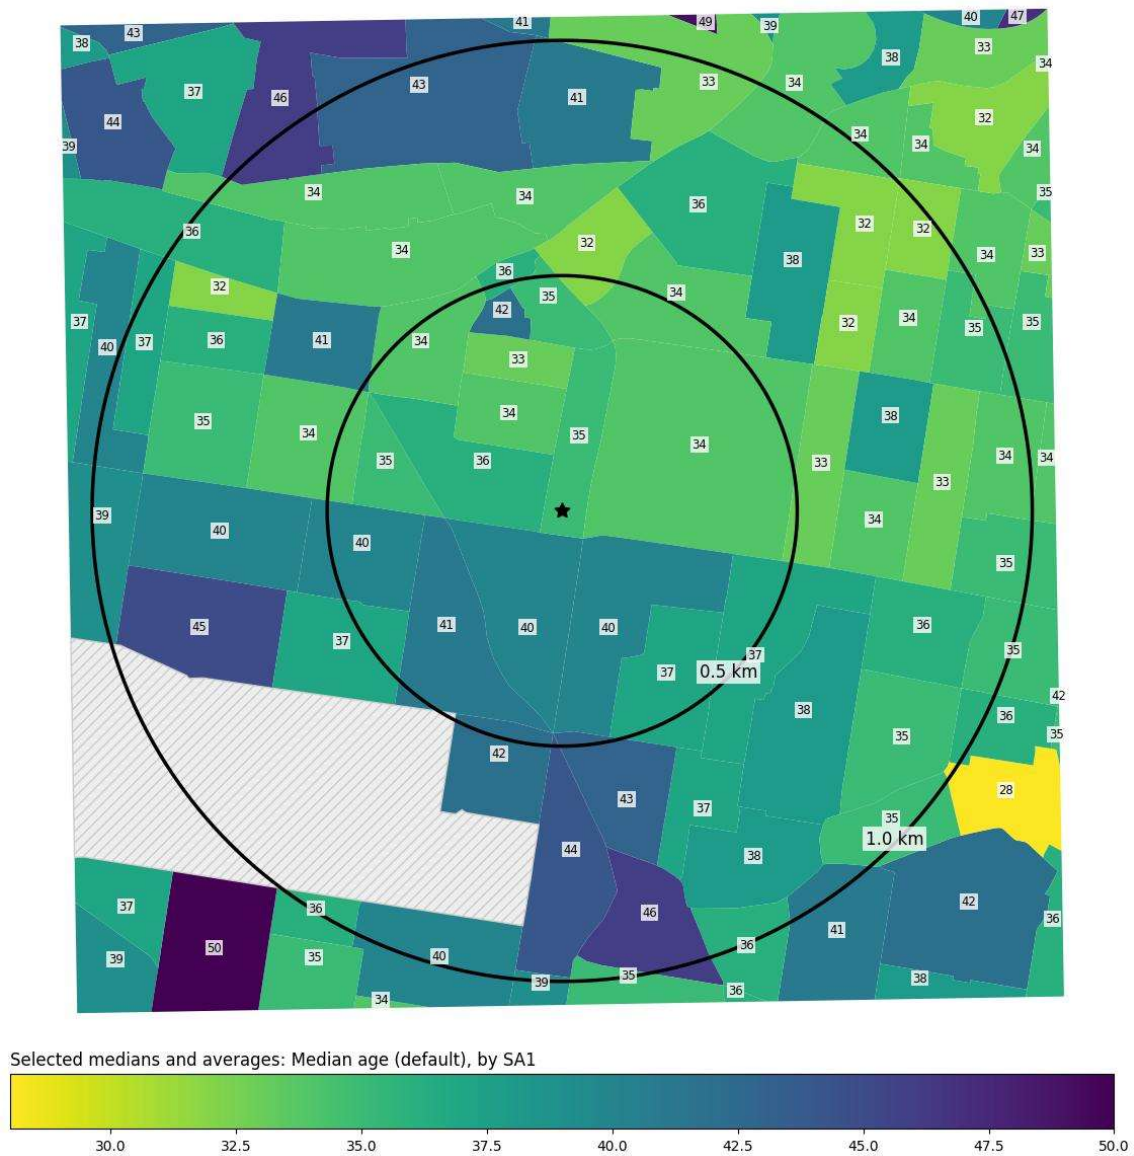 41 49 39 40 47
43
38 33
38
34
43 33 34
46 41
37
32
44
34 34
39 34
34 34 35
36
32 32
36
34 32 33
34 34
38
36
32 35 34
42 34
37 32 35 35
40 37 36 41 34
33
34 38
35 34 35 34
35 36 33 34 34
33
39 34
40
40
35
45 41 40 40 36
37 35
37 37
0.5 km
42
38 36
35 35
42
28
43
37
35
1.0 km
44 38
42
37 36 46
41 36
50 36
39 35 40
35 38
39 36
34
Selected medians and averages: Median age (default), by SA1
30.0 32.5 35.0 37.5 40.0 42.5 45.0 47.5 50.0